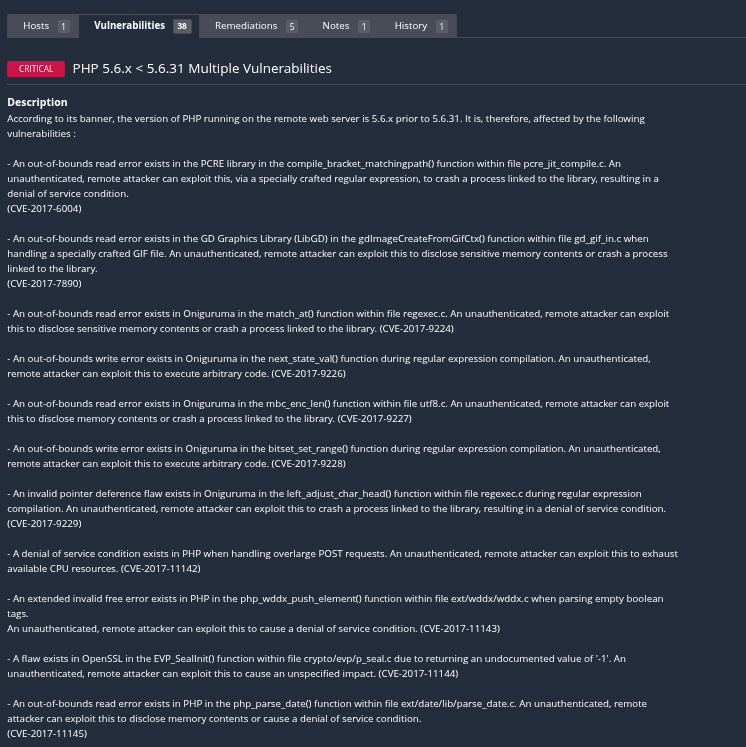 Hosts 1 Vulnerabilities 38 Remediations 5 Notes 1 History 1
CRITICAL PHP 5.6.x < 5.6.31 Multiple Vulnerabilities
Description
According to its banner, the version of PHP running on the remote web server is 5.6.x prior to 5.6.31. It is, therefore, affected by the following
vulnerabilities :
- An out-of-bounds read error exists in the PCRE library in the compile_bracket_matchingpath() function within file pcre_jit_compile.c. An
unauthenticated, remote attacker can exploit this, via a specially crafted regular expression, to crash a process linked to the library, resulting in a
denial of service condition.
(CVE-2017-6004)
- An out-of-bounds read error exists in the GD Graphics Library (LibGD) in the gdImageCreateFromGifCtx() function within file gd_gif_in.c when
handling a specially crafted GIF file. An unauthenticated, remote attacker can exploit this to disclose sensitive memory contents or crash a process
linked to the library.
(CVE-2017-7890)
- An out-of-bounds read error exists in Oniguruma in the match_at() function within file regexec.c. An unauthenticated, remote attacker can exploit
this to disclose sensitive memory contents or crash a process linked to the library. (CVE-2017-9224)
- An out-of-bounds write error exists in Oniguruma in the next_state_val() function during regular expression compilation. An unauthenticated,
remote attacker can exploit this to execute arbitrary code. (CVE-2017-9226)
- An out-of-bounds read error exists in Oniguruma in the mbc_enc_len() function within file utf8.c. An unauthenticated, remote attacker can exploit
this to disclose memory contents or crash a process linked to the library. (CVE-2017-9227)
- An out-of-bounds write error exists in Oniguruma in the bitset_set_range() function during regular expression compilation. An unauthenticated,
remote attacker can exploit this to execute arbitrary code. (CVE-2017-9228)
- An invalid pointer deference flaw exists in Oniguruma in the left_adjust_char_head() function within file regexec.c during regular expression
compilation. An unauthenticated, remote attacker can exploit this to crash a process linked to the library, resulting in a denial of service condition.
(CVE-2017-9229)
- A denial of service condition exists in PHP when handling overlarge POST requests. An unauthenticated, remote attacker can exploit this to exhaust
available CPU resources. (CVE-2017-11142)
- An extended invalid free error exists in PHP in the php_wddx_push_element() function within file ext/wddx/wddx.c when parsing empty boolean
tags.
An unauthenticated, remote attacker can exploit this to cause a denial of service condition. (CVE-2017-11143)
- A flaw exists in OpenSSL in the EVP_SealInit() function within file crypto/evp/p_seal.c due to returning an undocumented value of '-1'. An
unauthenticated, remote attacker can exploit this to cause an unspecified impact. (CVE-2017-11144)
- An out-of-bounds read error exists in PHP in the php_parse_date() function within file ext/date/lib/parse_date.c. An unauthenticated, remote
attacker can exploit this to disclose memory contents or cause a denial of service condition.
(CVE-2017-11145)